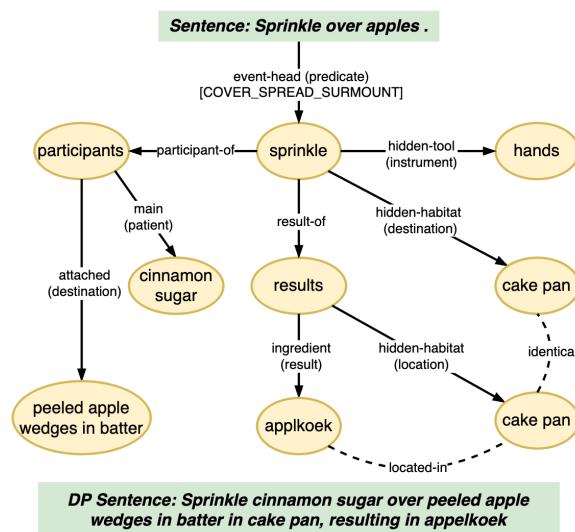 Sentence: Sprinkle over apples .
event-head (predicate)
[COVER_SPREAD_SURMOUNT]
participants
participant-of
sprinkle
hidden-tool
(instrument)
hands
main
(patient)
result-of
hidden-habitat
(destination)
attached
(destination)
cinnamon
sugar
results
cake pan
ingredient
(result)
hidden-habitat
(location)
identica
peeled apple
wedges in batter
applkoek
cake pan
located-in
DP Sentence: Sprinkle cinnamon sugar over peeled apple
wedges in batter in cake pan, resulting in appelkoek